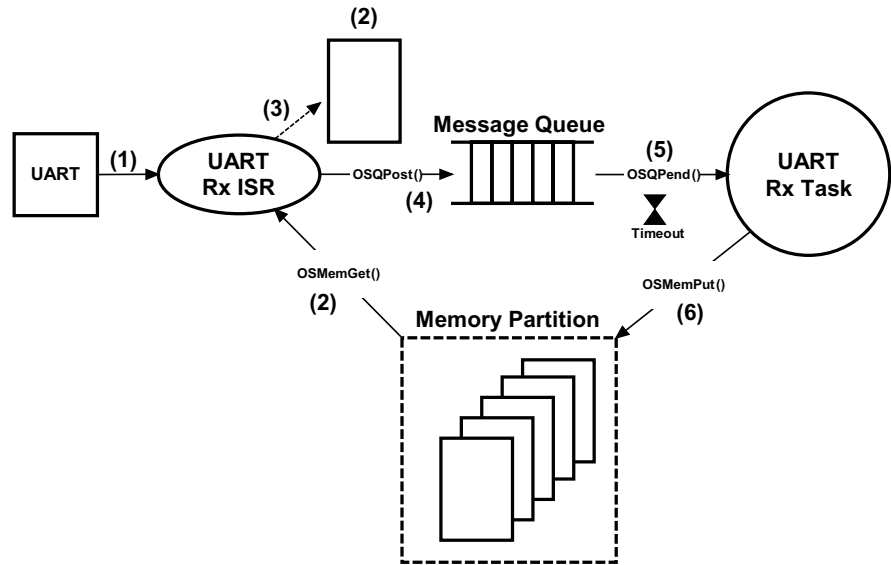 (2)
(3)
Message Queue
(1)
UART
UART
Rx ISR
OSQPost()
(4)
(5)
OSQPend()
Timeout
UART
Rx Task
OSMemGet()
(2)
OSMemPut()
(6)
Memory Partition